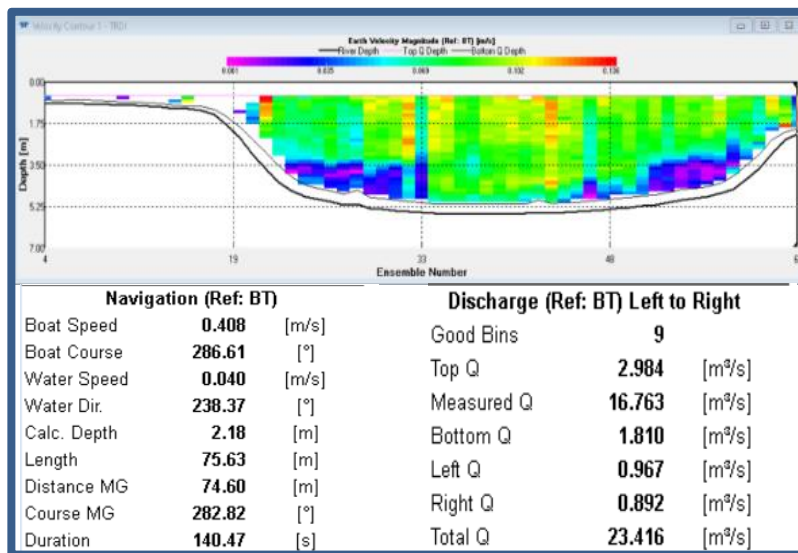 Velocity Contour 1 - TRDI
Earth Velocity Magnitude (Ref: BT) [m/s]
River Depth Top Q Depth Bottom Q Depth
0.001 0.035 0.102
0.00
1.75
3.50
5.25
7.00
Depth [m]
4 19 33 48
Ensemble Number
Navigation (Ref: BT)
Boat Speed 0.408 [m/s]
Boat Course 286.61 [°]
Water Speed 0.040 [m/s]
Water Dir. 238.37 [°]
Calc. Depth 2.18 [m]
Length 75.63 [m]
Distance MG 74.60 [m]
Course MG 282.82 [°]
Duration 140.47 [s]
Discharge (Ref: BT) Left to Right
Good Bins 9
Top Q 2.984 [m³/s]
Measured Q 16.763 [m³/s]
Bottom Q 1.810 [m³/s]
Left Q 0.967 [m³/s]
Right Q 0.892 [m³/s]
Total Q 23.416 [m³/s]